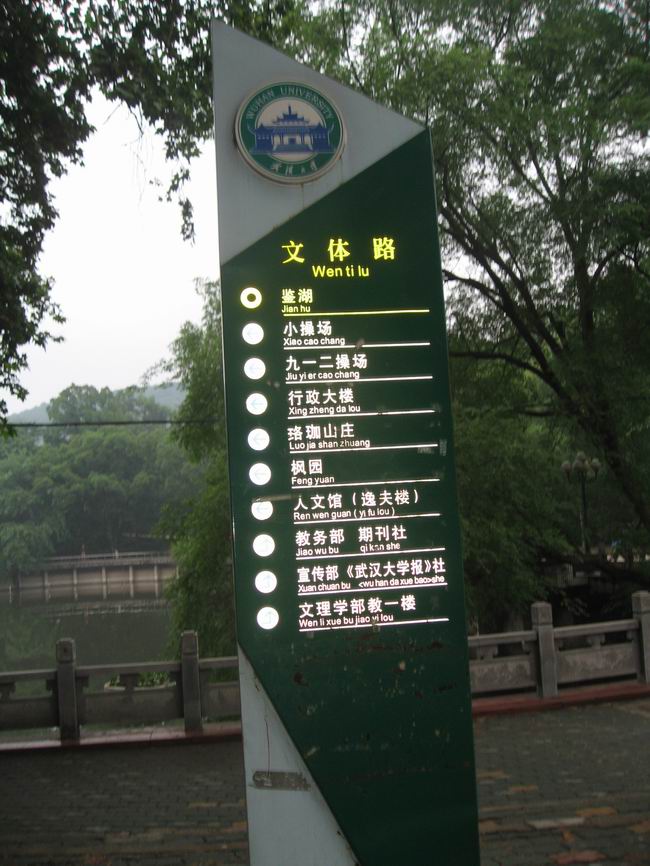 WUHAN UNIVERSITY
武漢大學
文体路
Wen ti lu
鉴湖
Jian hu
小操场
Xiao cao chang
九一二操场
Jiu yi er cao chang
行政大楼
Xing zheng da lou
珞珈山庄
Luo jia shan zhuang
枫园
Feng yuan
人文馆（逸夫楼）
Ren wen guan ( yi fu lou )
教务部 期刊社
Jiao wu bu qi kan she
宣传部《武汉大学报》社
Xuan chuan bu <wu han da xue bao>she
文理学部教一楼
Wen li xue bu jiao yi lou